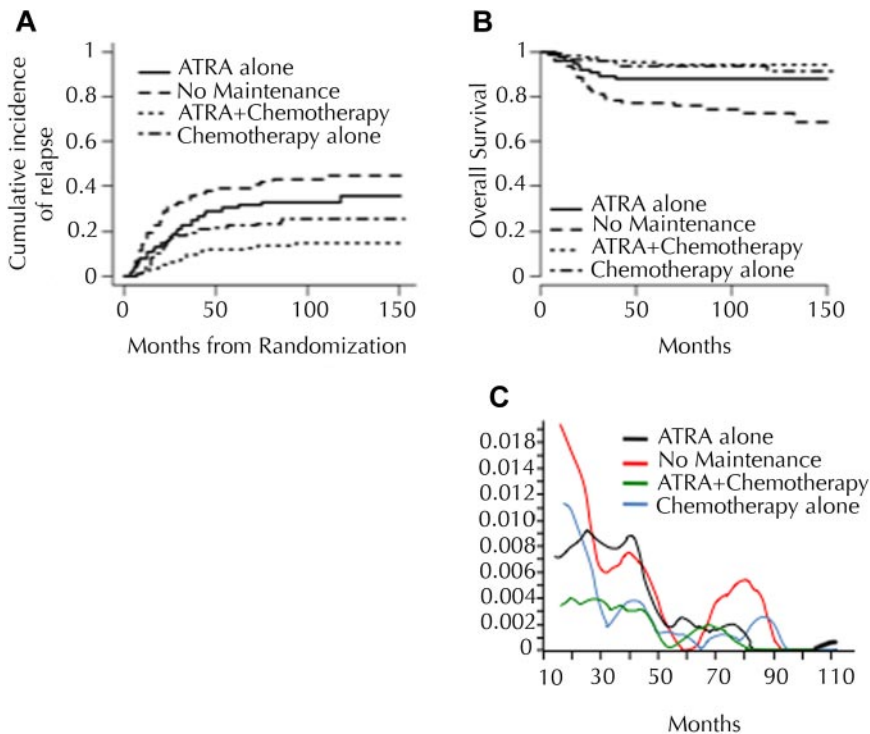 A
Cumulative incidence
of relapse
1
0.8
0.6
0.4
0.2
0
ATRA alone
No Maintenance
ATRA+Chemotherapy
Chemotherapy alone
0 50 100 150
Months from Randomization
B
Overall Survival
1
0.8
0.6
0.4
0.2
0
ATRA alone
No Maintenance
ATRA+Chemotherapy
Chemotherapy alone
0 50 100 150
Months
C
0.018
0.014
0.012
0.010
0.008
0.006
0.004
0.002
0
ATRA alone
No Maintenance
ATRA+Chemotherapy
Chemotherapy alone
10 30 50 70 90 110
Months